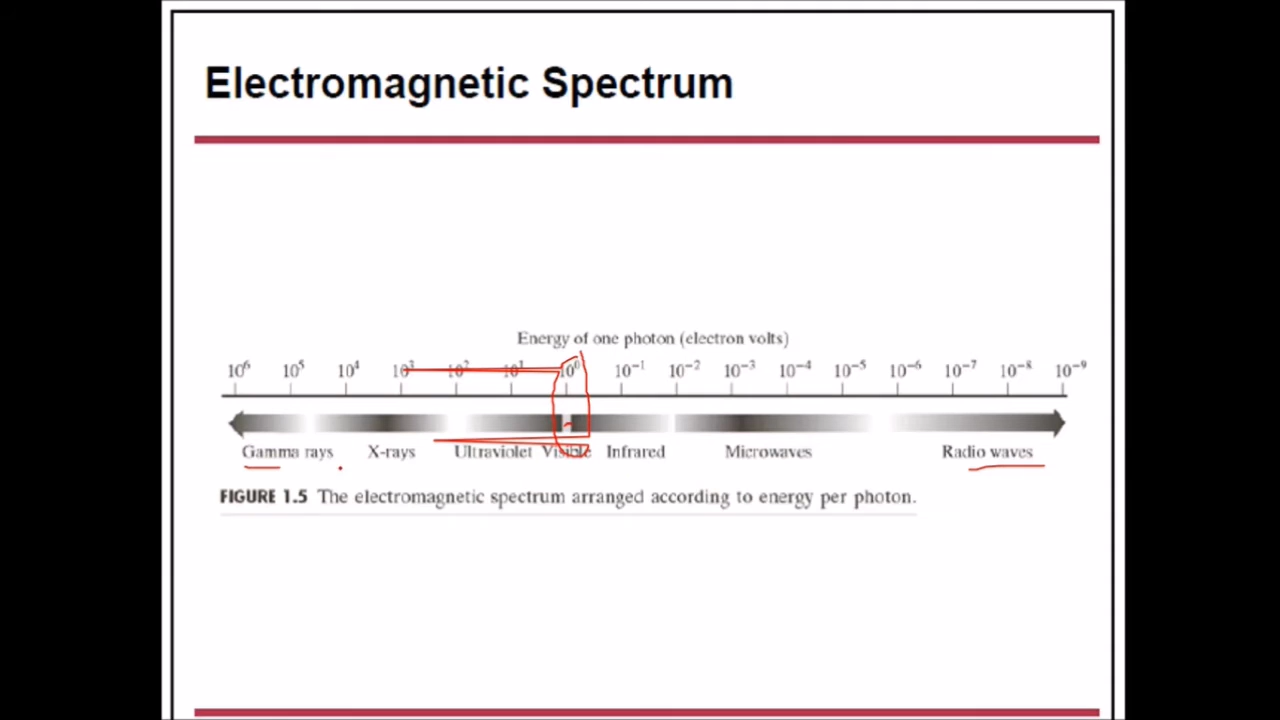 Electromagnetic Spectrum
Energy of one photon (electron volts)
10⁶ 10⁵ 10⁴ 10³ 10² 10¹ 10⁰ 10⁻¹ 10⁻² 10⁻³ 10⁻⁴ 10⁻⁵ 10⁻⁶ 10⁻⁷ 10⁻⁸ 10⁻⁹
Gamma rays X-rays Ultraviolet Visible Infrared Microwaves Radio waves
FIGURE 1.5 The electromagnetic spectrum arranged according to energy per photon.